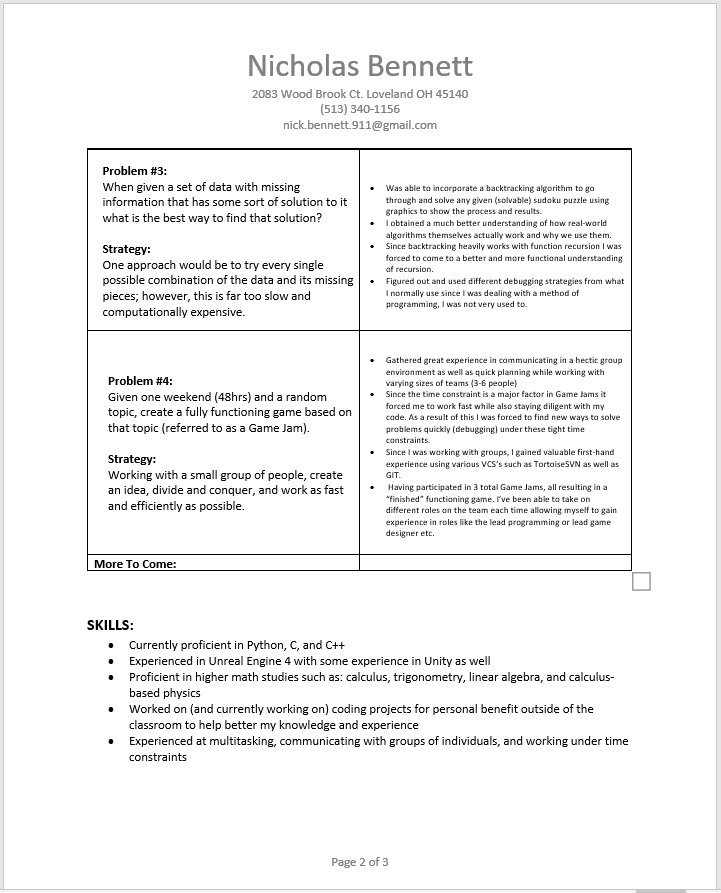 Nicholas Bennett
2083 Wood Brook Ct. Loveland OH 45140
(513) 340-1156
nick.bennett.911@gmail.com
Problem #3:
When given a set of data with missing
information that has some sort of solution to it
what is the best way to find that solution?
Strategy:
One approach would be to try every single
possible combination of the data and its missing
pieces; however, this is far too slow and
computationally expensive.
• Was able to incorporate a backtracking algorithm to go
through and solve any given (solvable) sudoku puzzle using
graphics to show the process and results.
• I obtained a much better understanding of how real-world
algorithms themselves actually work and why we use them.
• Since backtracking heavily works with function recursion I was
forced to come to a better and more functional understanding
of recursion.
• Figured out and used different debugging strategies from what
I normally use since I was dealing with a method of
programming, I was not very used to.
Problem #4:
Given one weekend (48hrs) and a random
topic, create a fully functioning game based on
that topic (referred to as a Game Jam).
Strategy:
Working with a small group of people, create
an idea, divide and conquer, and work as fast
and efficiently as possible.
• Gathered great experience in communicating in a hectic group
environment as well as quick planning while working with
varying sizes of teams (3-6 people)
• Since the time constraint is a major factor in Game Jams it
forced me to work fast while also staying diligent with my
code. As a result of this I was forced to find new ways to solve
problems quickly (debugging) under these tight time
constraints.
• Since I was working with groups, I gained valuable first-hand
experience using various VCS's such as TortoiseSVN as well as
GIT.
• Having participated in 3 total Game Jams, all resulting in a
"finished" functioning game. I've been able to take on
different roles on the team each time allowing myself to gain
experience in roles like the lead programming or lead game
designer etc.
More To Come:
SKILLS:
• Currently proficient in Python, C, and C++
• Experienced in Unreal Engine 4 with some experience in Unity as well
• Proficient in higher math studies such as: calculus, trigonometry, linear algebra, and calculus-
based physics
• Worked on (and currently working on) coding projects for personal benefit outside of the
classroom to help better my knowledge and experience
• Experienced at multitasking, communicating with groups of individuals, and working under time
constraints
Page 2 of 3